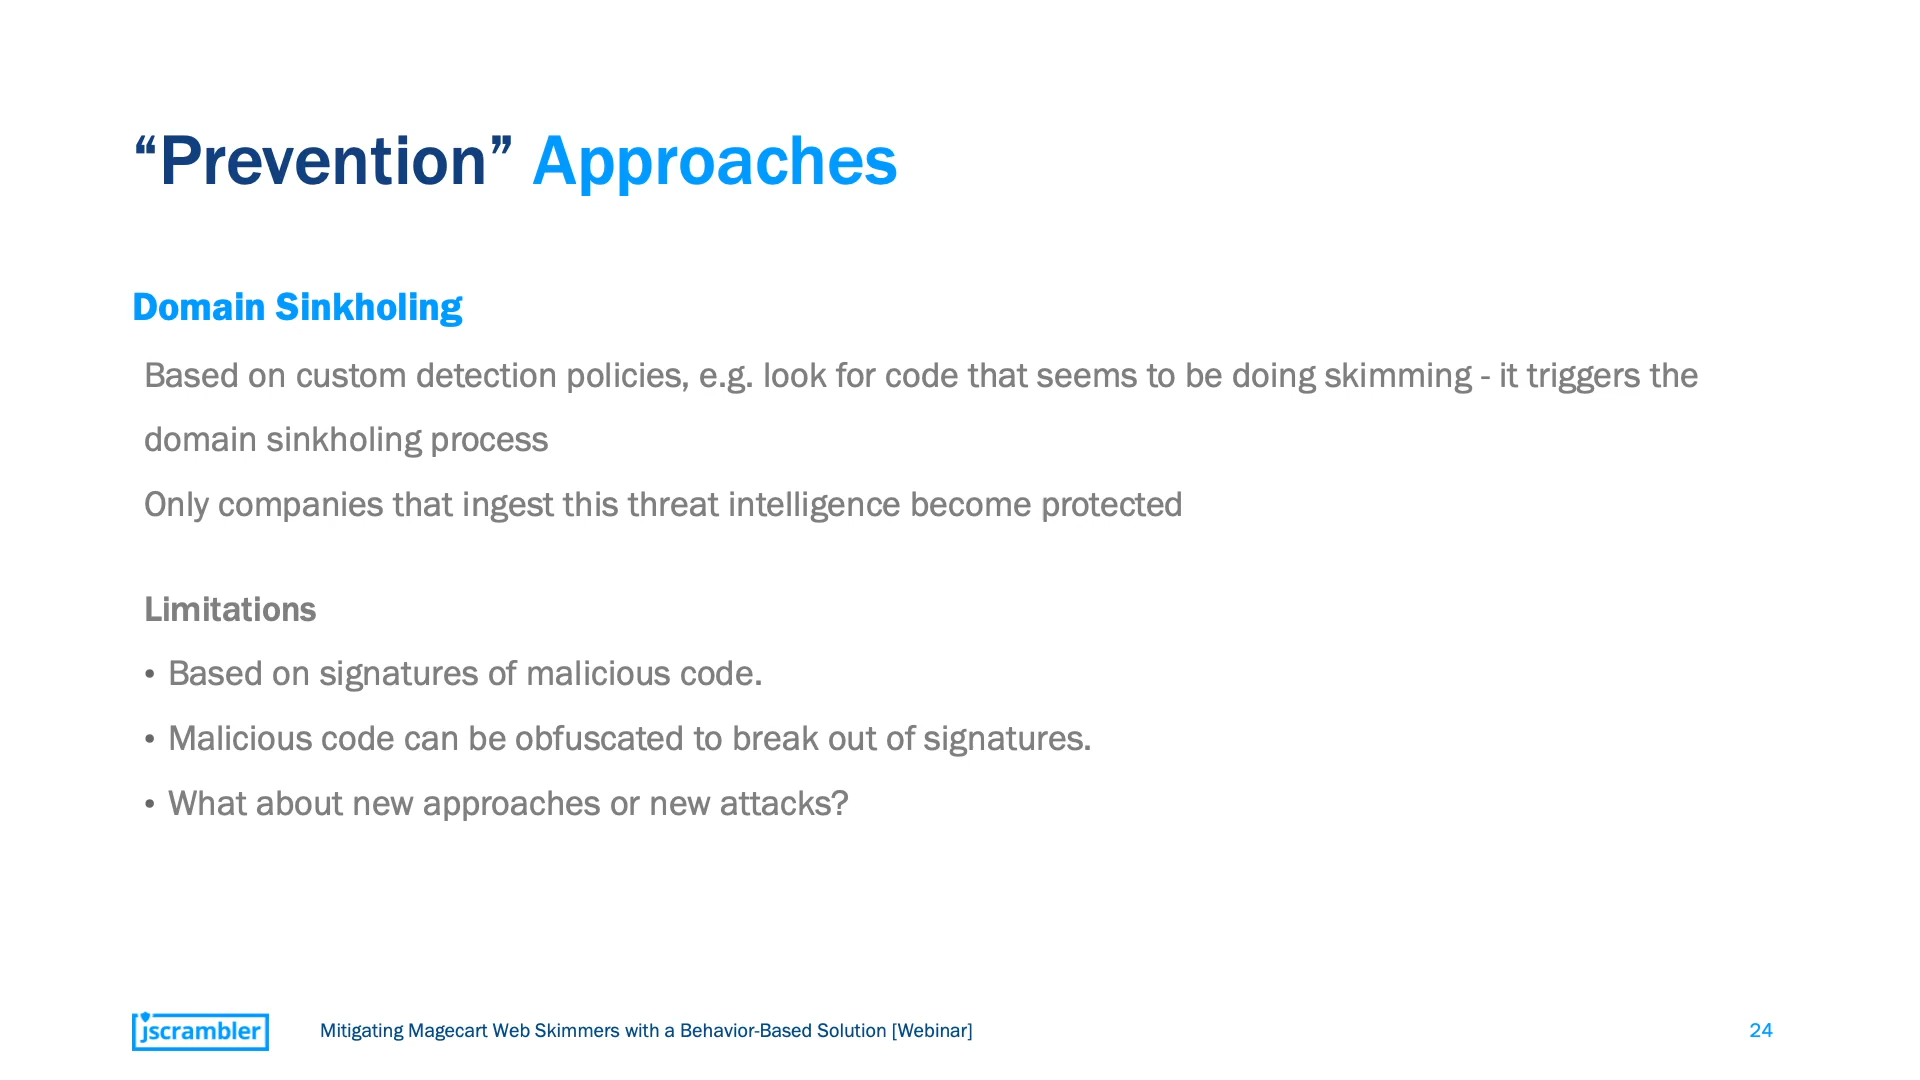 “Prevention” Approaches
Domain Sinkholing
Based on custom detection policies, e.g. look for code that seems to be doing skimming - it triggers the
domain sinkholing process
Only companies that ingest this threat intelligence become protected
Limitations
• Based on signatures of malicious code.
• Malicious code can be obfuscated to break out of signatures.
• What about new approaches or new attacks?
jscrambler
Mitigating Magecart Web Skimmers with a Behavior-Based Solution [Webinar]
24